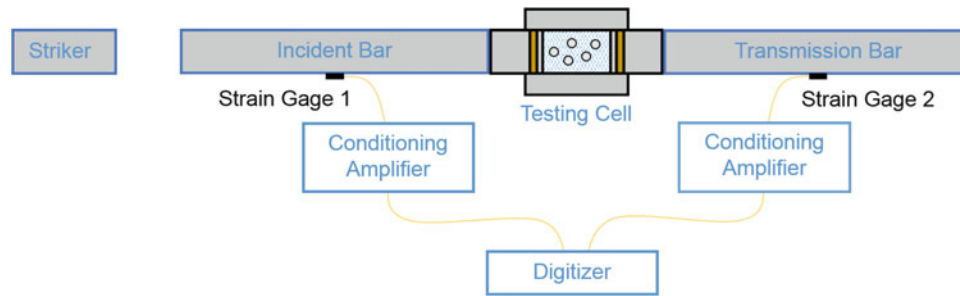 Striker
Incident Bar
Transmission Bar
Strain Gage 1
Testing Cell
Strain Gage 2
Conditioning
Amplifier
Conditioning
Amplifier
Digitizer